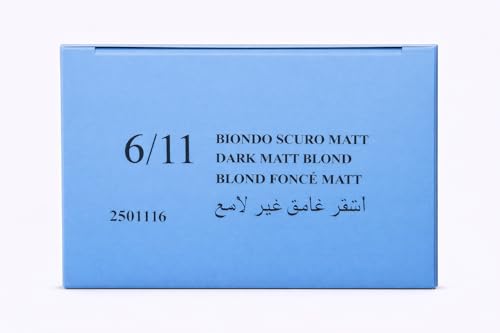 6/11
BIONDO SCURO MATT
DARK MATT BLOND
BLOND FONCÉ MATT
اشقر غامق غير لامع
2501116